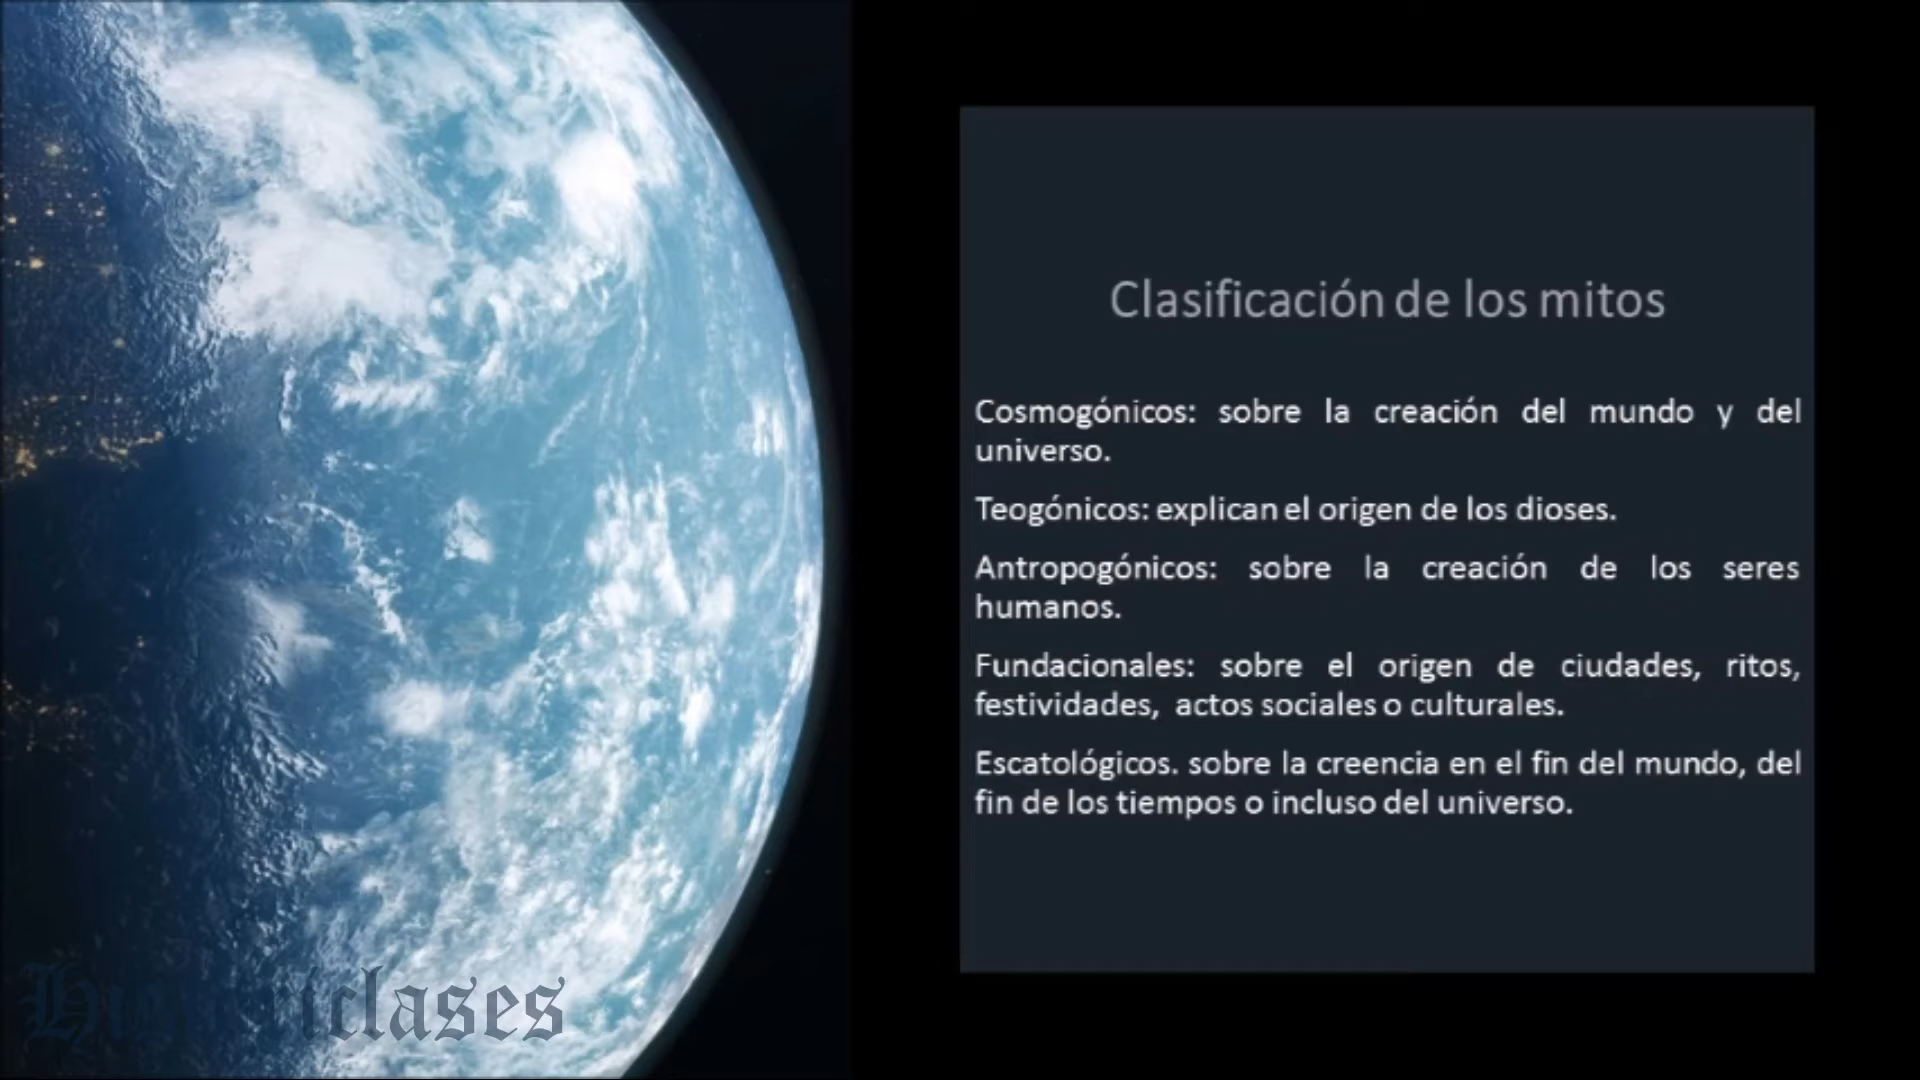 Clasificación de los mitos
Cosmogónicos: sobre la creación del mundo y del
universo.
Teogónicos: explican el origen de los dioses.
Antropogónicos: sobre la creación de los seres
humanos.
Fundacionales: sobre el origen de ciudades, ritos,
festividades, actos sociales o culturales.
Escatológicos. sobre la creencia en el fin del mundo, del
fin de los tiempos o incluso del universo.